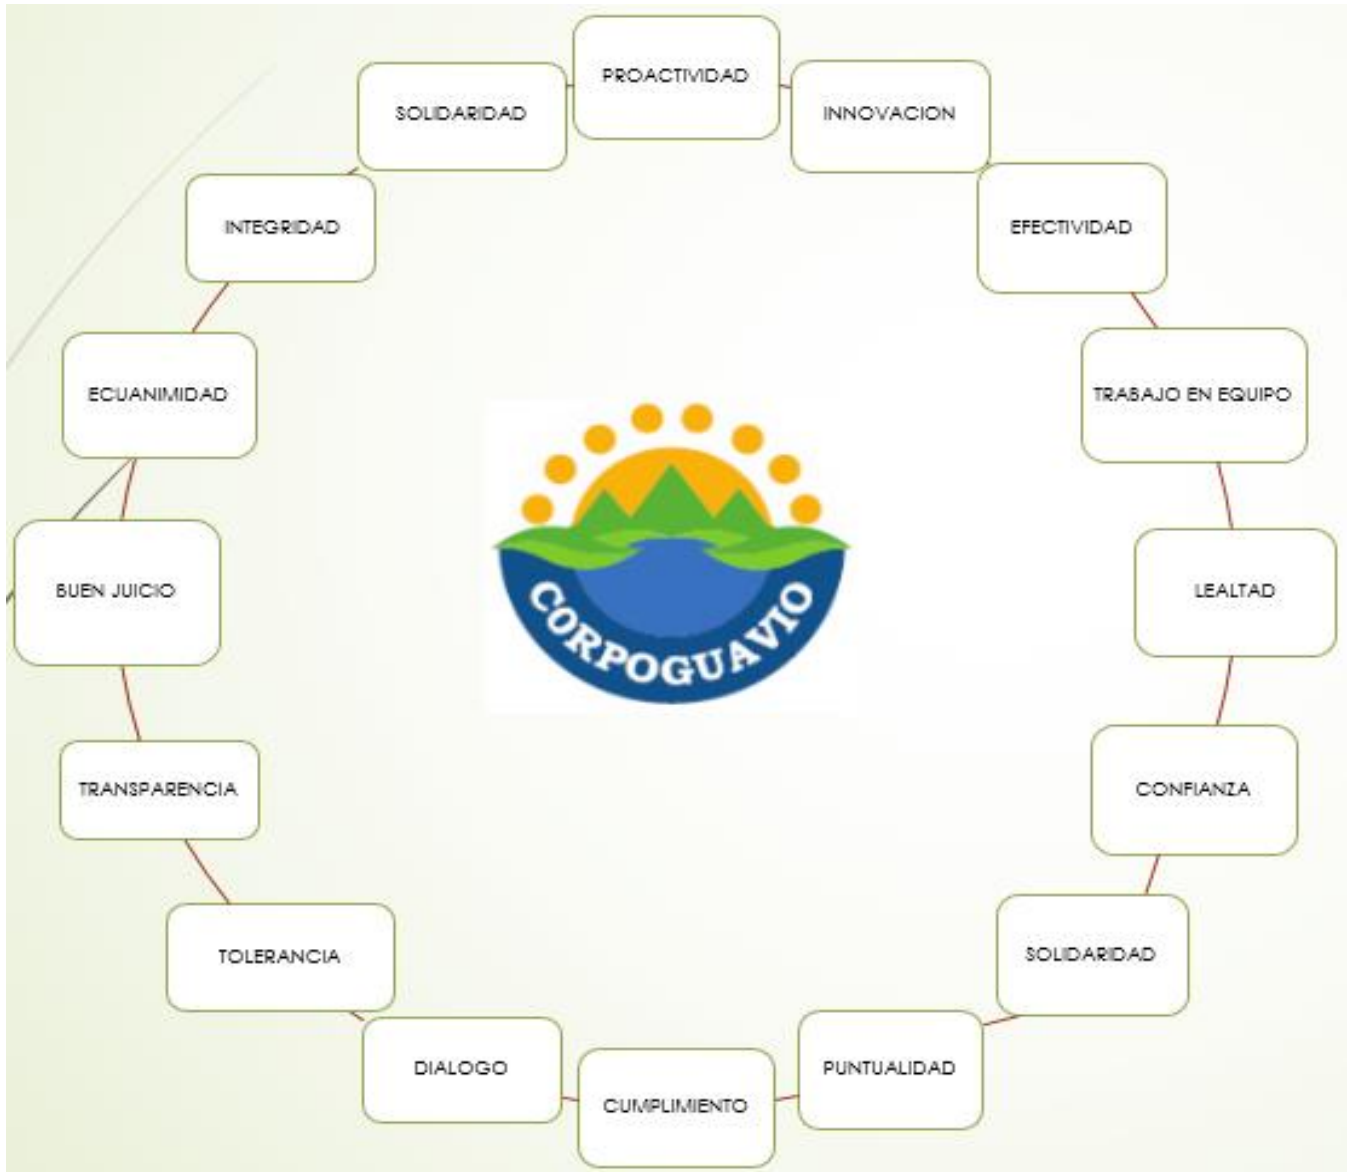 PROACTIVIDAD
INNOVACION
EFECTIVIDAD
TRABAJO EN EQUIPO
LEALTAD
CONFIANZA
SOLIDARIDAD
PUNTUALIDAD
CUMPLIMIENTO
DIALOGO
TOLERANCIA
TRANSPARENCIA
BUEN JUICIO
ECUANIMIDAD
INTEGRIDAD
SOLIDARIDAD
CORPOGUAVIO